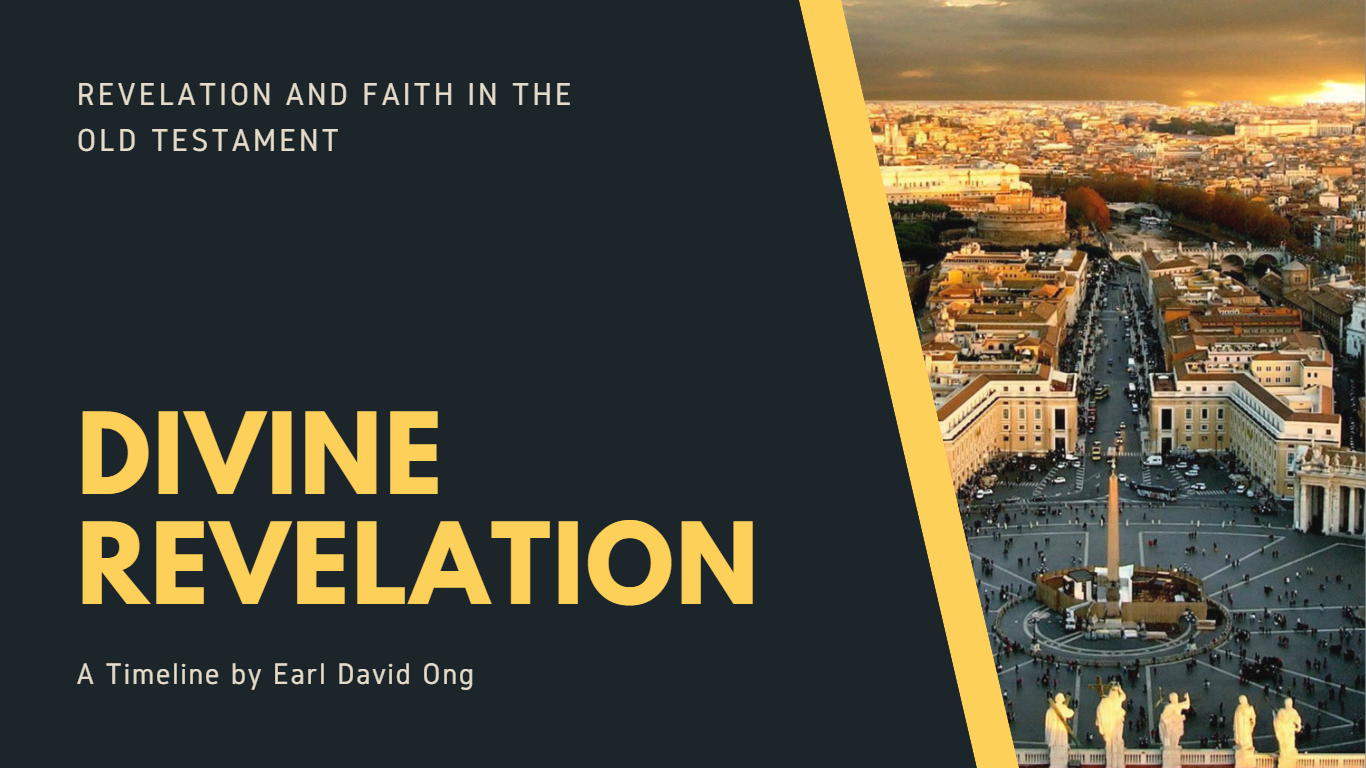 REVELATION AND FAITH IN THE
OLD TESTAMENT
DIVINE
REVELATION
A Timeline by Earl David Ong